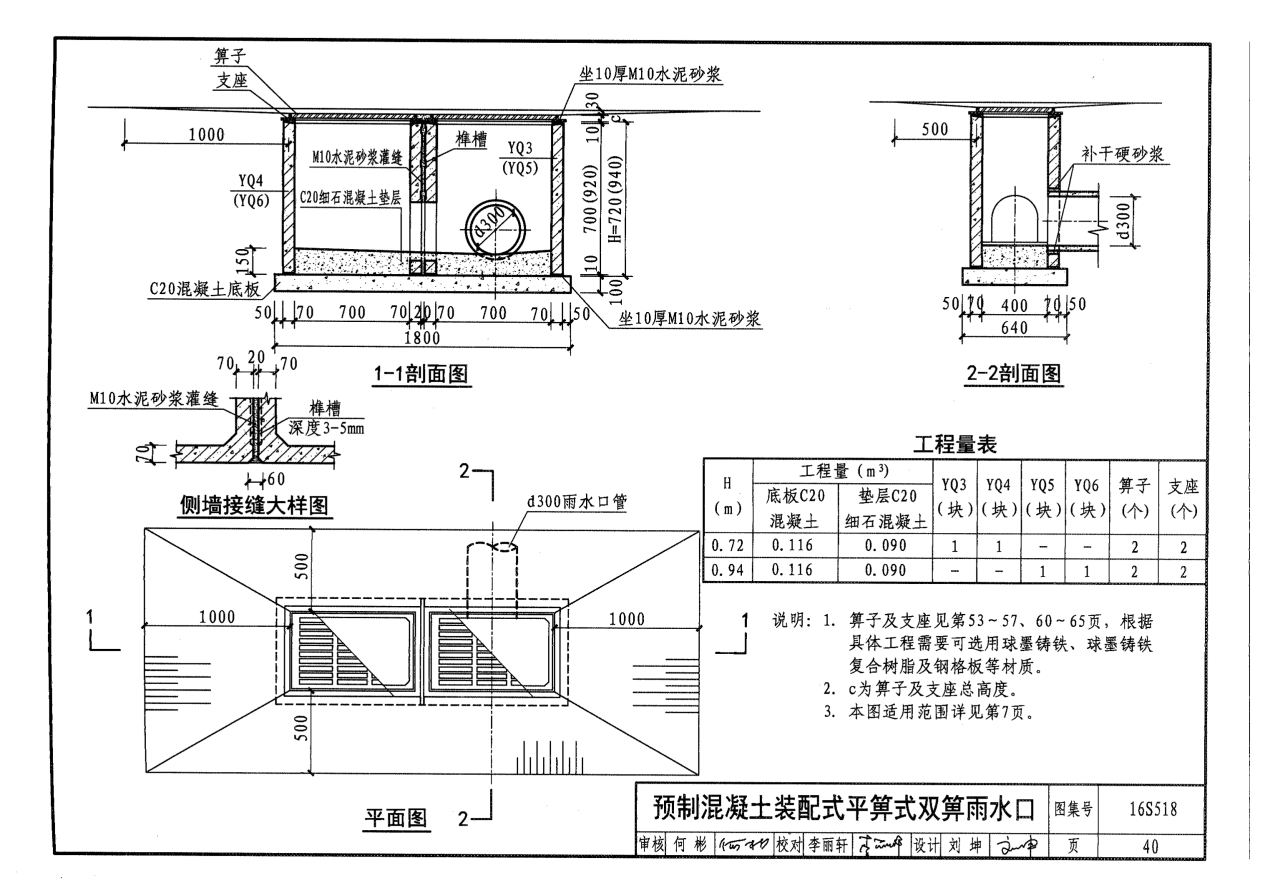 箅子
支座
坐10厚M10水泥砂浆
30
c
1000
10
M10水泥砂浆灌缝
榫槽
YQ3
(YQ5)
YQ4
(YQ6)
C20细石混凝土垫层
d300
700(920)
H=720(940)
150
10
100
C20混凝土底板
50 70 700 70 20 70 700 70 50
坐10厚M10水泥砂浆
1800
1-1剖面图
500
补干硬砂浆
d300
50 70 400 70 50
640
2-2剖面图
70 20 70
M10水泥砂浆灌缝
榫槽
深度3-5mm
70
60
侧墙接缝大样图
2
d300雨水口管
500
1000
1000
1
1
500
平面图
2
工程量表
H
(m)
工程量(m³)
底板C20
混凝土
垫层C20
细石混凝土
YQ3
(块)
YQ4
(块)
YQ5
(块)
YQ6
(块)
箅子
(个)
支座
(个)
0.72 0.116 0.090 1 1 — — 2 2
0.94 0.116 0.090 — — 1 1 2 2
说明: 1. 箅子及支座见第53~57、60~65页，根据
具体工程需要可选用球墨铸铁、球墨铸铁
复合树脂及钢格板等材质。
2. c为箅子及支座总高度。
3. 本图适用范围详见第7页。
预制混凝土装配式平箅式双箅雨水口
图集号
16S518
审核 何彬 校对 李丽轩 设计 刘坤
页
40